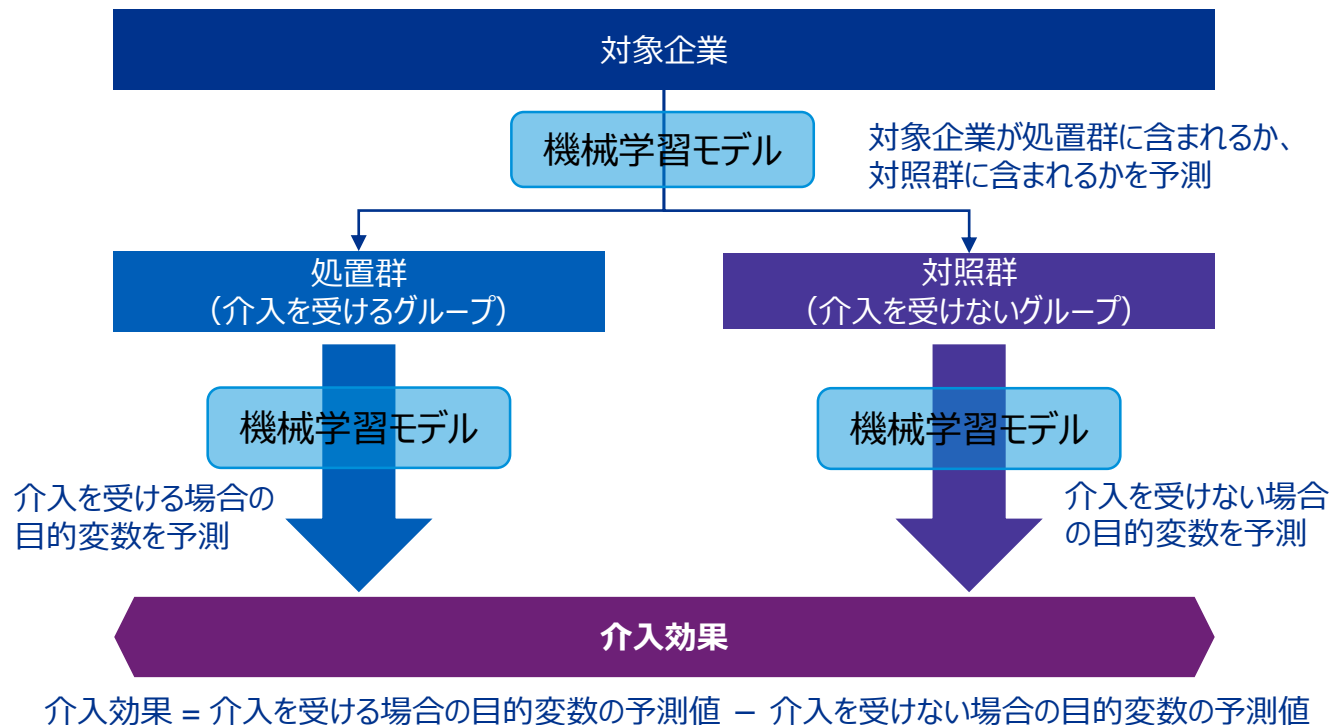 対象企業
機械学習モデル
対象企業が処置群に含まれるか、
対照群に含まれるかを予測
処置群
（介入を受けるグループ）
対照群
（介入を受けないグループ）
機械学習モデル
機械学習モデル
介入を受ける場合の
目的変数を予測
介入を受けない場合
の目的変数を予測
介入効果
介入効果 = 介入を受ける場合の目的変数の予測値 − 介入を受けない場合の目的変数の予測値